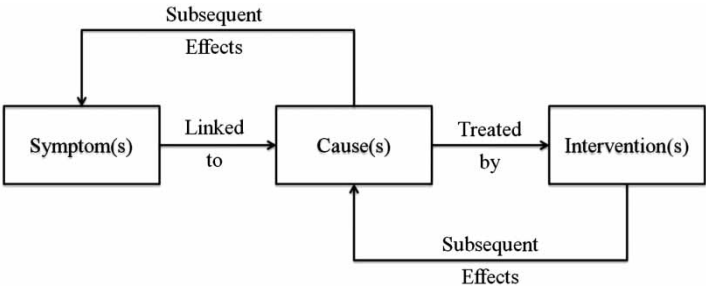 Subsequent
Effects
Symptom(s)
Linked
to
Cause(s)
Treated
by
Intervention(s)
Subsequent
Effects